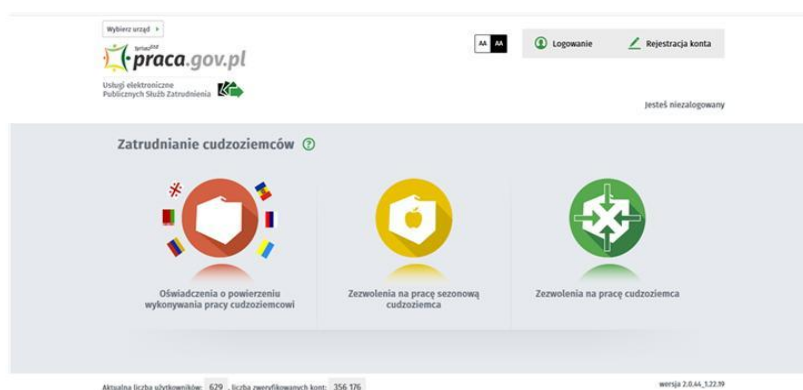 Wybierz urząd
praca.gov.pl
AA AA
Logowanie
Rejestracja konta
Usługi elektroniczne
Publicznych Służb Zatrudnienia
Jesteś niezalogowany
Zatrudnianie cudzoziemców ?
Oświadczenia o powierzeniu
wykonywania pracy cudzoziemcowi
Zezwolenia na pracę sezonową
cudzoziemca
Zezwolenia na pracę cudzoziemca
Aktualna liczba użytkowników: 629 , liczba zweryfikowanych kont: 356 176
wersja 2.0.44_1.22.19